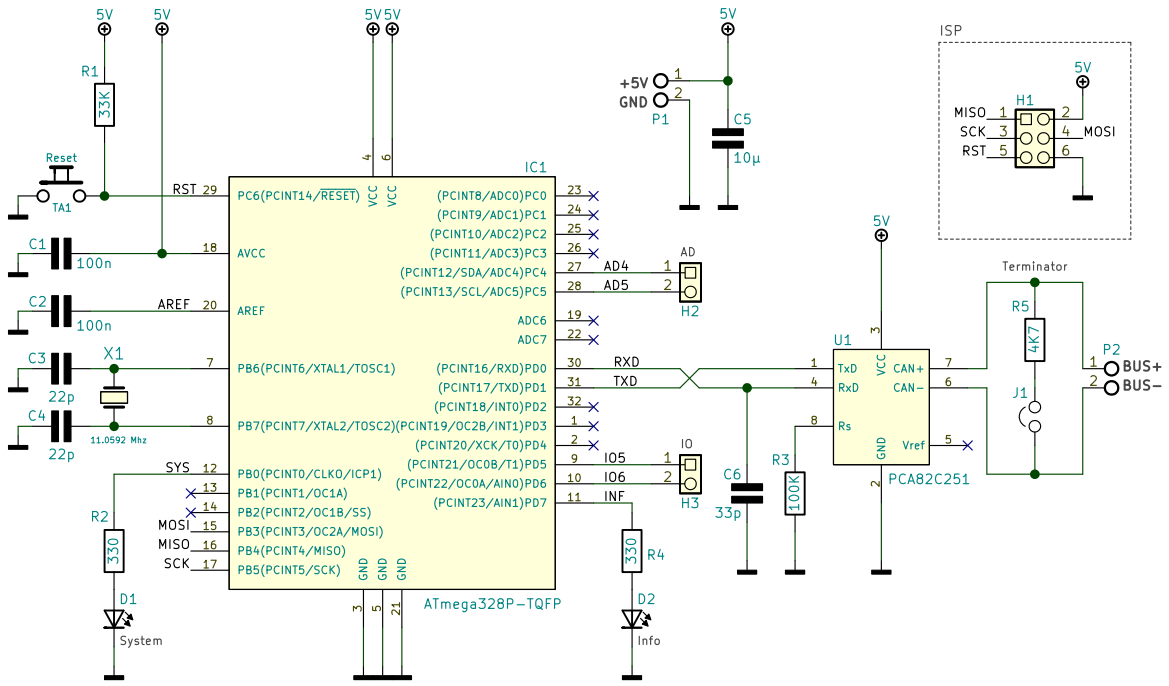 5V
5V
5V
5V
5V
ISP
R1
33K
+5V
1
GND
2
P1
C5
10µ
5V
H1
MISO
1
2
SCK
3
4
MOSI
RST
5
6
Reset
TA1
4
6
IC1
VCC
VCC
RST
29
PC6(PCINT14/RESET)
(PCINT8/ADC0)PC0
23
(PCINT9/ADC1)PC1
24
(PCINT10/ADC2)PC2
25
(PCINT11/ADC3)PC3
26
C1
100n
18
AVCC
(PCINT12/SDA/ADC4)PC4
27
AD4
(PCINT13/SCL/ADC5)PC5
28
AD5
AD
1
2
H2
C2
100n
AREF
20
AREF
ADC6
19
ADC7
22
C3
22p
X1
7
PB6(PCINT6/XTAL1/TOSC1)
(PCINT16/RXD)PD0
30
RXD
(PCINT17/TXD)PD1
31
TXD
(PCINT18/INT0)PD2
32
C4
22p
11.0592 Mhz
8
PB7(PCINT7/XTAL2/TOSC2)
(PCINT19/OC2B/INT1)PD3
1
(PCINT20/XCK/T0)PD4
2
SYS
12
PB0(PCINT0/CLKO/ICP1)
(PCINT21/OC0B/T1)PD5
9
IO5
13
PB1(PCINT1/OC1A)
(PCINT22/OC0A/AIN0)PD6
10
IO6
14
PB2(PCINT2/OC1B/SS)
(PCINT23/AIN1)PD7
11
INF
IO
1
2
H3
MOSI
15
PB3(PCINT3/OC2A/MOSI)
MISO
16
PB4(PCINT4/MISO)
SCK
17
PB5(PCINT5/SCK)
R2
330
D1
System
GND
GND
GND
3
5
21
ATmega328P-TQFP
330
R4
D2
Info
C6
33p
R3
100K
5V
3
U1
1
TxD
VCC
CAN+
7
4
RxD
CAN-
6
8
Rs
GND
Vref
5
PCA82C251
2
Terminator
R5
4K7
J1
P2
1
BUS+
2
BUS-